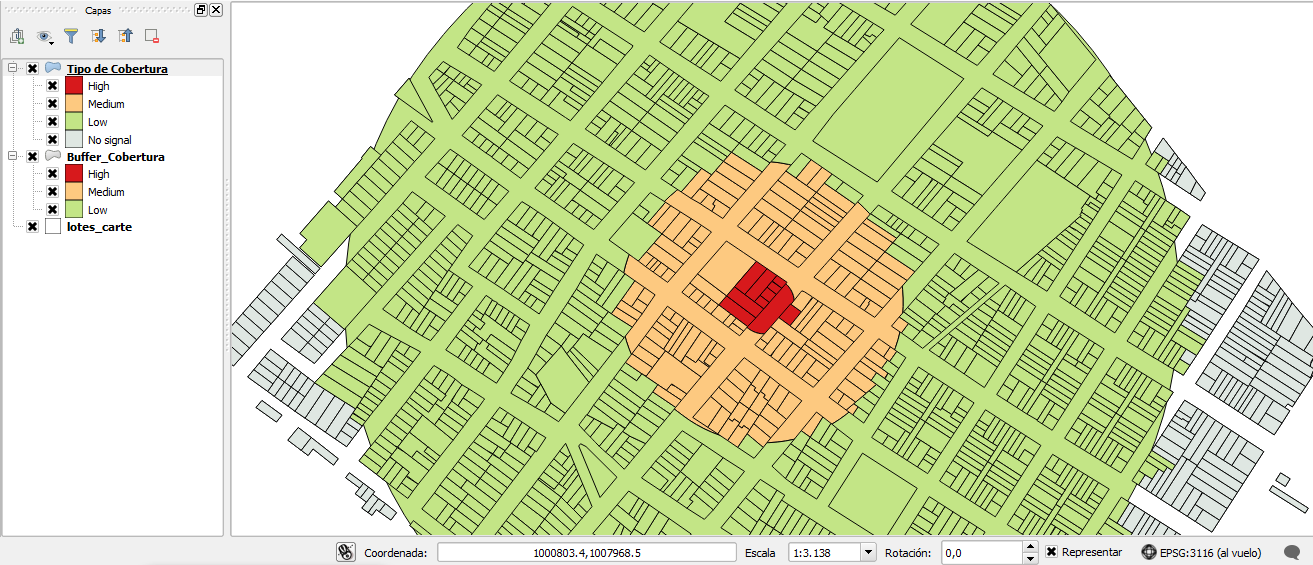 Capas
Tipo de Cobertura
High
Medium
Low
No signal
Buffer_Cobertura
High
Medium
Low
lotes_carte
Coordenada: 1000803.4,1007968.5 Escala 1:3.138 Rotación: 0,0 Representar EPSG:3116 (al vuelo)